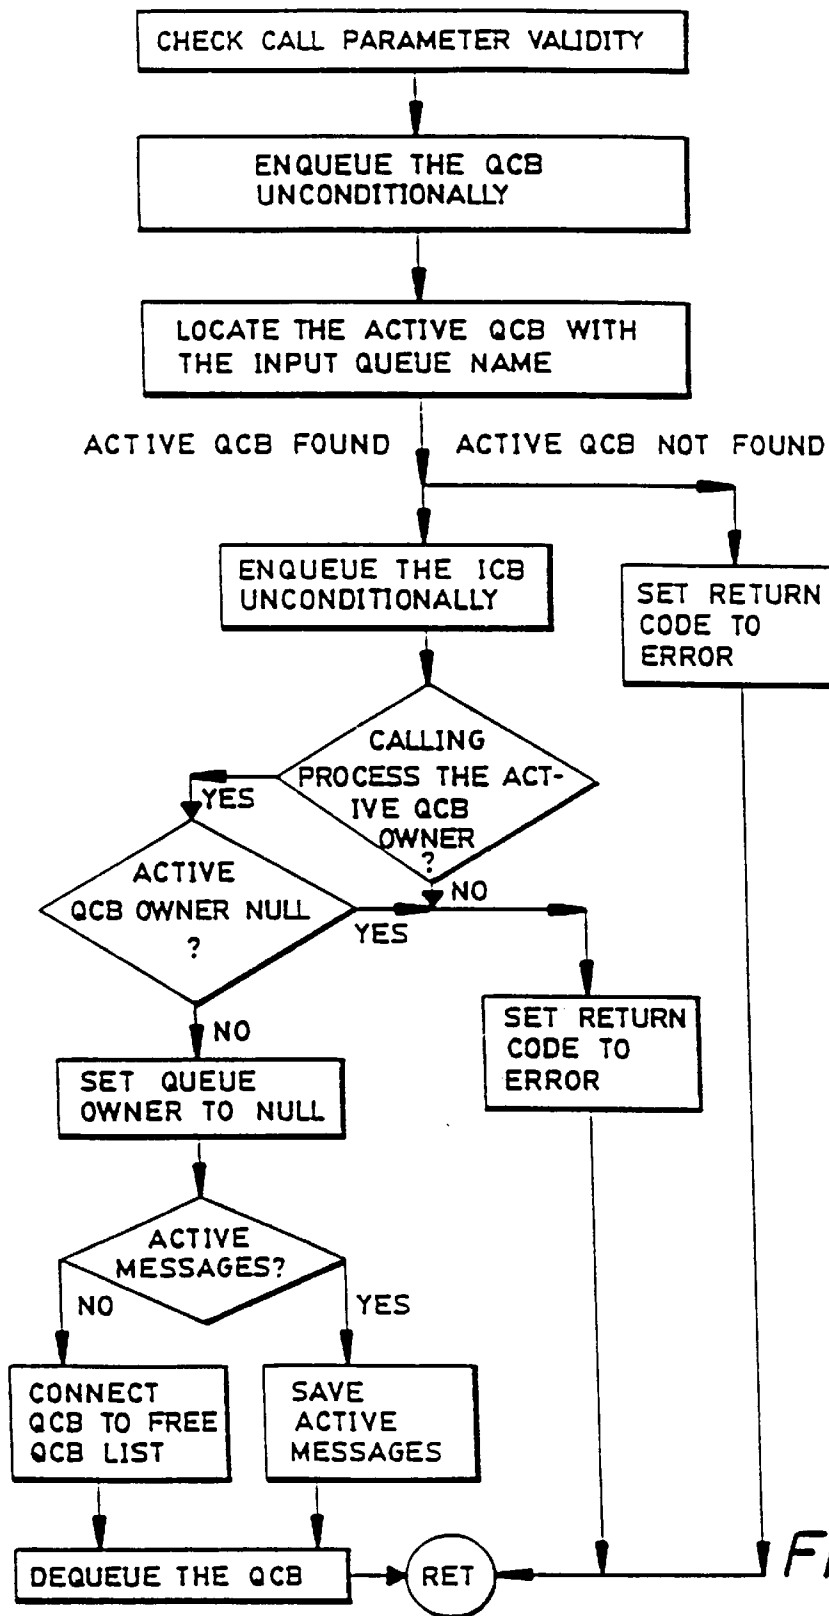 CHECK CALL PARAMETER VALIDITY
ENQUEUE THE QCB
UNCONDITIONALLY
LOCATE THE ACTIVE QCB WITH
THE INPUT QUEUE NAME
ACTIVE QCB FOUND
ACTIVE QCB NOT FOUND
ENQUEUE THE ICB
UNCONDITIONALLY
SET RETURN
CODE TO
ERROR
CALLING
PROCESS THE ACT-
IVE QCB
OWNER
?
YES
NO
ACTIVE
QCB OWNER NULL
?
YES
NO
SET RETURN
CODE TO
ERROR
SET QUEUE
OWNER TO NULL
ACTIVE
MESSAGES?
NO
YES
CONNECT
QCB TO FREE
QCB LIST
SAVE
ACTIVE
MESSAGES
DEQUEUE THE QCB
RET